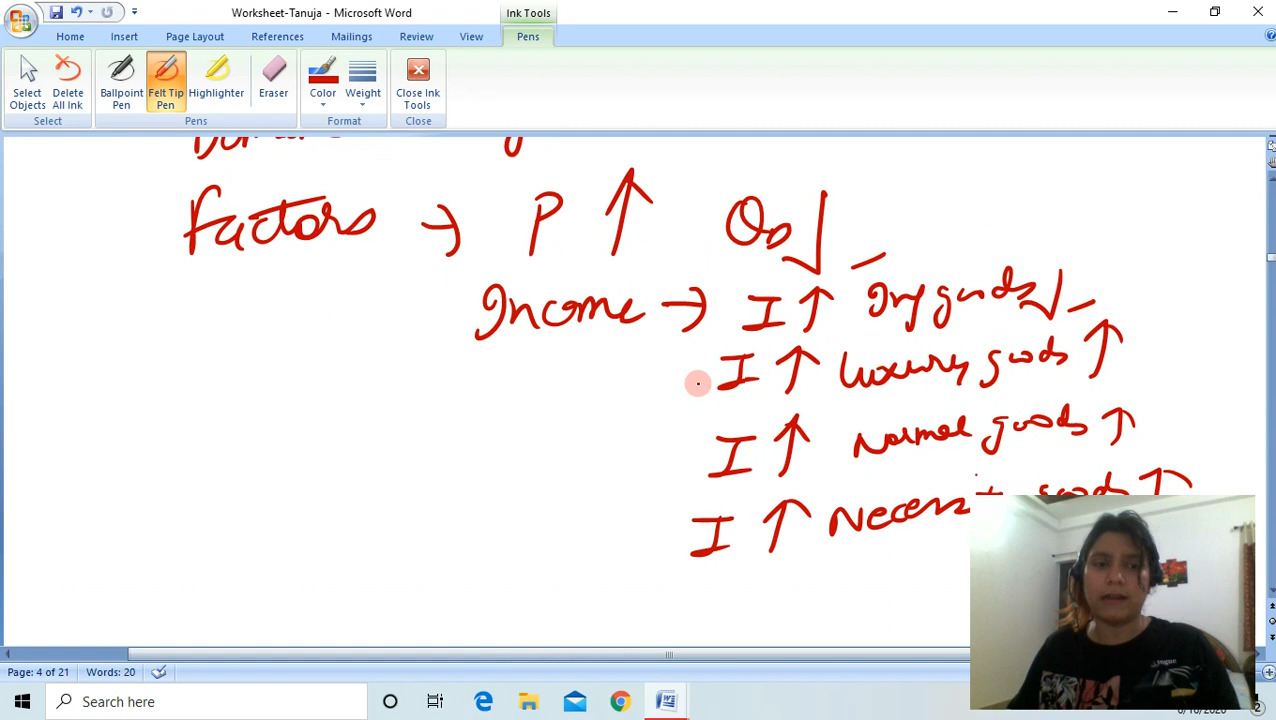 Worksheet-Tanuja - Microsoft Word
Ink Tools
Home Insert Page Layout References Mailings Review View Pens
Select Objects
Delete All Ink
Ballpoint Pen
Felt Tip Pen
Highlighter
Eraser
Color
Weight
Close Ink Tools
Select Pens Format Close
Factors → P ↑ QD ↓
Income → I ↑ Inf goods ↓
I ↑ Luxury goods ↑
I ↑ Normal goods ↑
I ↑ goods ↑
Page: 4 of 21 Words: 20
Search here
2